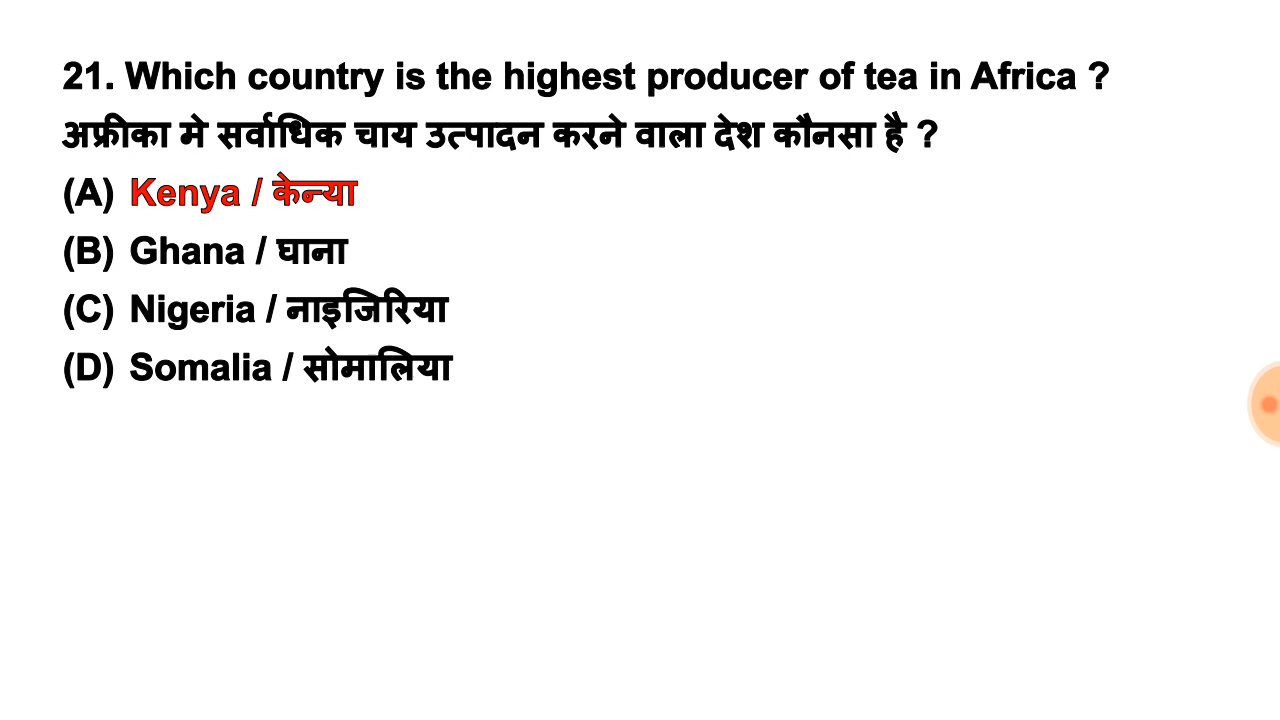 21. Which country is the highest producer of tea in Africa ?
अफ्रीका मे सर्वाधिक चाय उत्पादन करने वाला देश कौनसा है ?
(A) Kenya / केन्या
(B) Ghana / घाना
(C) Nigeria / नाइजिरिया
(D) Somalia / सोमालिया